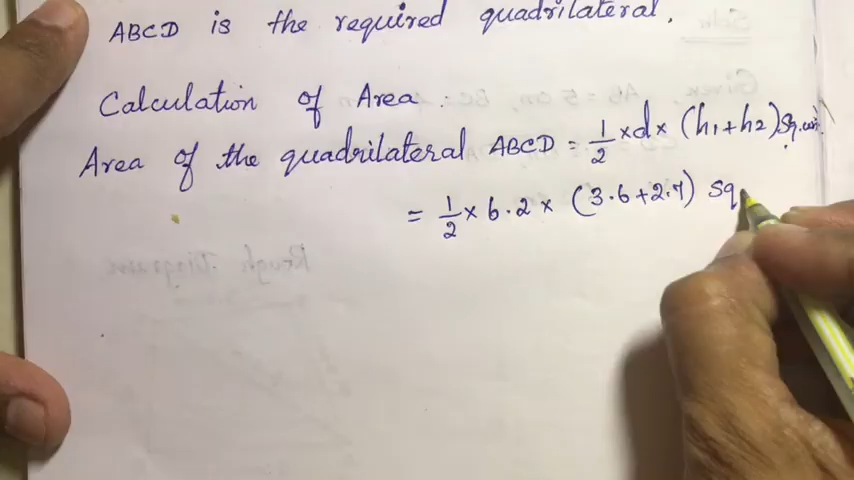 ABCD is the required quadrilateral.
Calculation of Area:
Area of the quadrilateral ABCD = 1/2 × d × (h1 + h2) sq.cm.
= 1/2 × 6.2 × (3.6 + 2.7) sq